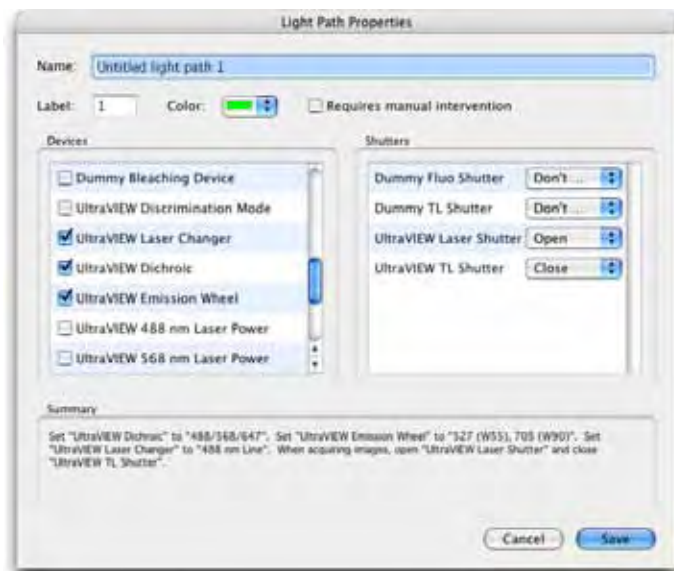 Light Path Properties
Name: Untitled light path 1
Label: 1 Color: Requires manual intervention
Devices
Dummy Bleaching Device
UltraVIEW Discrimination Mode
UltraVIEW Laser Changer
UltraVIEW Dichroic
UltraVIEW Emission Wheel
UltraVIEW 488 nm Laser Power
UltraVIEW 568 nm Laser Power
Shutters
Dummy Fluo Shutter Don't ...
Dummy TL Shutter Don't ...
UltraVIEW Laser Shutter Open
UltraVIEW TL Shutter Close
Summary
Set "UltraVIEW Dichroic" to "488/568/647". Set "UltraVIEW Emission Wheel" to "527 (W55), 705 (W90)". Set
"UltraVIEW Laser Changer" to "488 nm Line". When acquiring images, open "UltraVIEW Laser Shutter" and close
"UltraVIEW TL Shutter".
Cancel Save